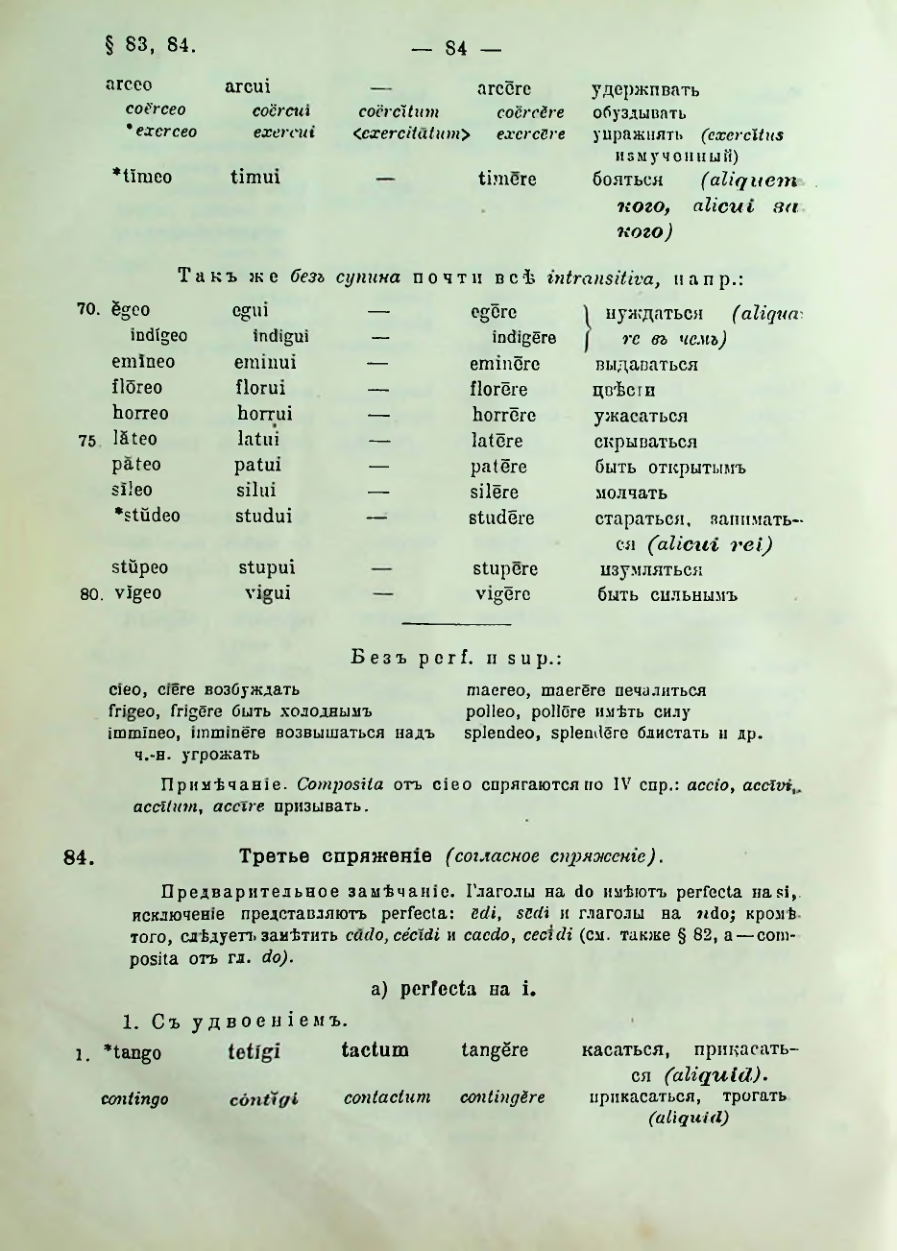 § 83, 84. — 84 —
arceo arcui — arcēre удерживать
coërceo coërcui coërcĭtum coërcēre обуздывать
*exerceo exercui <exercitātum> exercēre упражнять (exercĭtus
измученный)
*tĭmeo timui — timēre бояться (aliquem
кого, alicui за
кого)
Такъ же безъ супина почти всѣ intransitiva, напр.:
70. ĕgeo egui — egēre } нуждаться (aliqua
indĭgeo indigui — indigēre } re въ чемъ)
emĭneo eminui — eminēre выдаваться
flōreo florui — florēre цвѣсти
horreo horrui — horrēre ужасаться
75 lăteo latui — latēre скрываться
păteo patui — patēre быть открытымъ
sĭleo silui — silēre молчать
*stŭdeo studui — studēre стараться, занимать-
ся (alicui rei)
stŭpeo stupui — stupēre изумляться
80. vĭgeo vigui — vigēre быть сильнымъ
Безъ perf. и sup.:
cieo, ciēre возбуждать maereo, maerēre печалиться
frigeo, frigēre быть холоднымъ polleo, pollēre имѣть силу
immĭneo, imminēre возвышаться надъ splendeo, splendēre блистать и др.
ч.-н. угрожать
Примѣчаніе. Composita отъ cieo спрягаются по IV спр.: accio, accīvi,
accītum, accīre призывать.
84. Третье спряженіе (согласное спряженіе).
Предварительное замѣчаніе. Глаголы на do имѣютъ perfecta на si,
исключеніе представляютъ perfecta: ēdi, sēdi и глаголы на ndo; кромѣ
того, слѣдуетъ замѣтить cădo, cécĭdi и caedo, cecīdi (см. также § 82, a—com-
posita отъ гл. do).
a) perfecta на i.
1. Съ удвоеніемъ.
1. *tango tetĭgi tactum tangĕre касаться, прикасать-
ся (aliquid).
contingo cóntĭgi contactum contingĕre прикасаться, трогать
(aliquid)